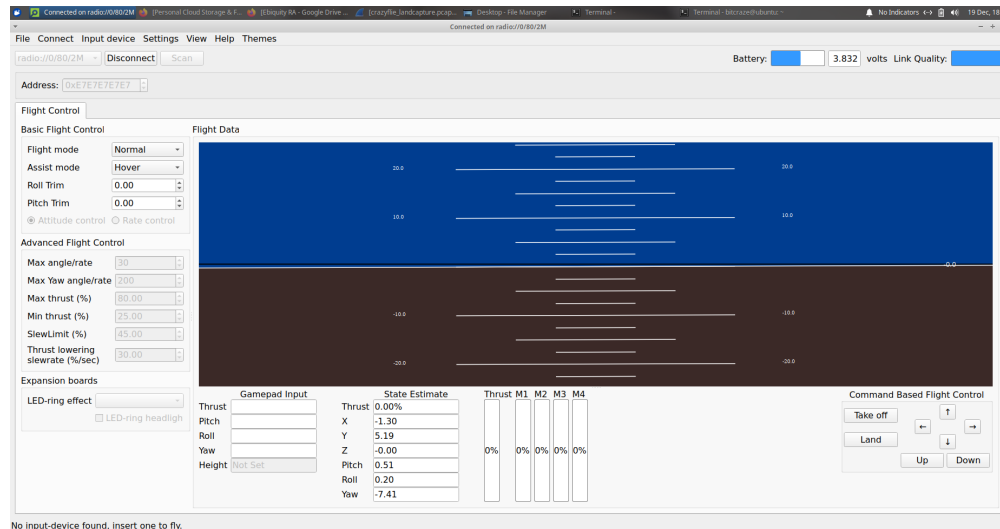 Connected on radio://0/80/2M
[Personal Cloud Storage & F...
[Ebiquity RA - Google Drive ...
[crazyflie_landcapture.pcap...
Desktop - File Manager
Terminal -
Terminal - bitcraze@ubuntu: ~
No Indicators
19 Dec, 18
Connected on radio://0/80/2M
File Connect Input device Settings View Help Themes
radio://0/80/2M Disconnect Scan Battery: 3.832 volts Link Quality:
Address: 0xE7E7E7E7E7
Flight Control
Basic Flight Control
Flight mode Normal
Assist mode Hover
Roll Trim 0.00
Pitch Trim 0.00
Attitude control Rate control
Advanced Flight Control
Max angle/rate 30
Max Yaw angle/rate 200
Max thrust (%) 80.00
Min thrust (%) 25.00
SlewLimit (%) 45.00
Thrust lowering
slewrate (%/sec) 30.00
Expansion boards
LED-ring effect
LED-ring headligh
Flight Data
20.0 20.0
10.0 10.0
-0.0
-10.0 -10.0
-20.0 -20.0
Gamepad Input
Thrust
Pitch
Roll
Yaw
Height Not Set
State Estimate
Thrust 0.00%
X -1.30
Y 5.19
Z -0.00
Pitch 0.51
Roll 0.20
Yaw -7.41
Thrust M1 M2 M3 M4
0% 0% 0% 0% 0%
Command Based Flight Control
Take off ↑
← →
Land ↓
Up Down
No input-device found, insert one to fly.